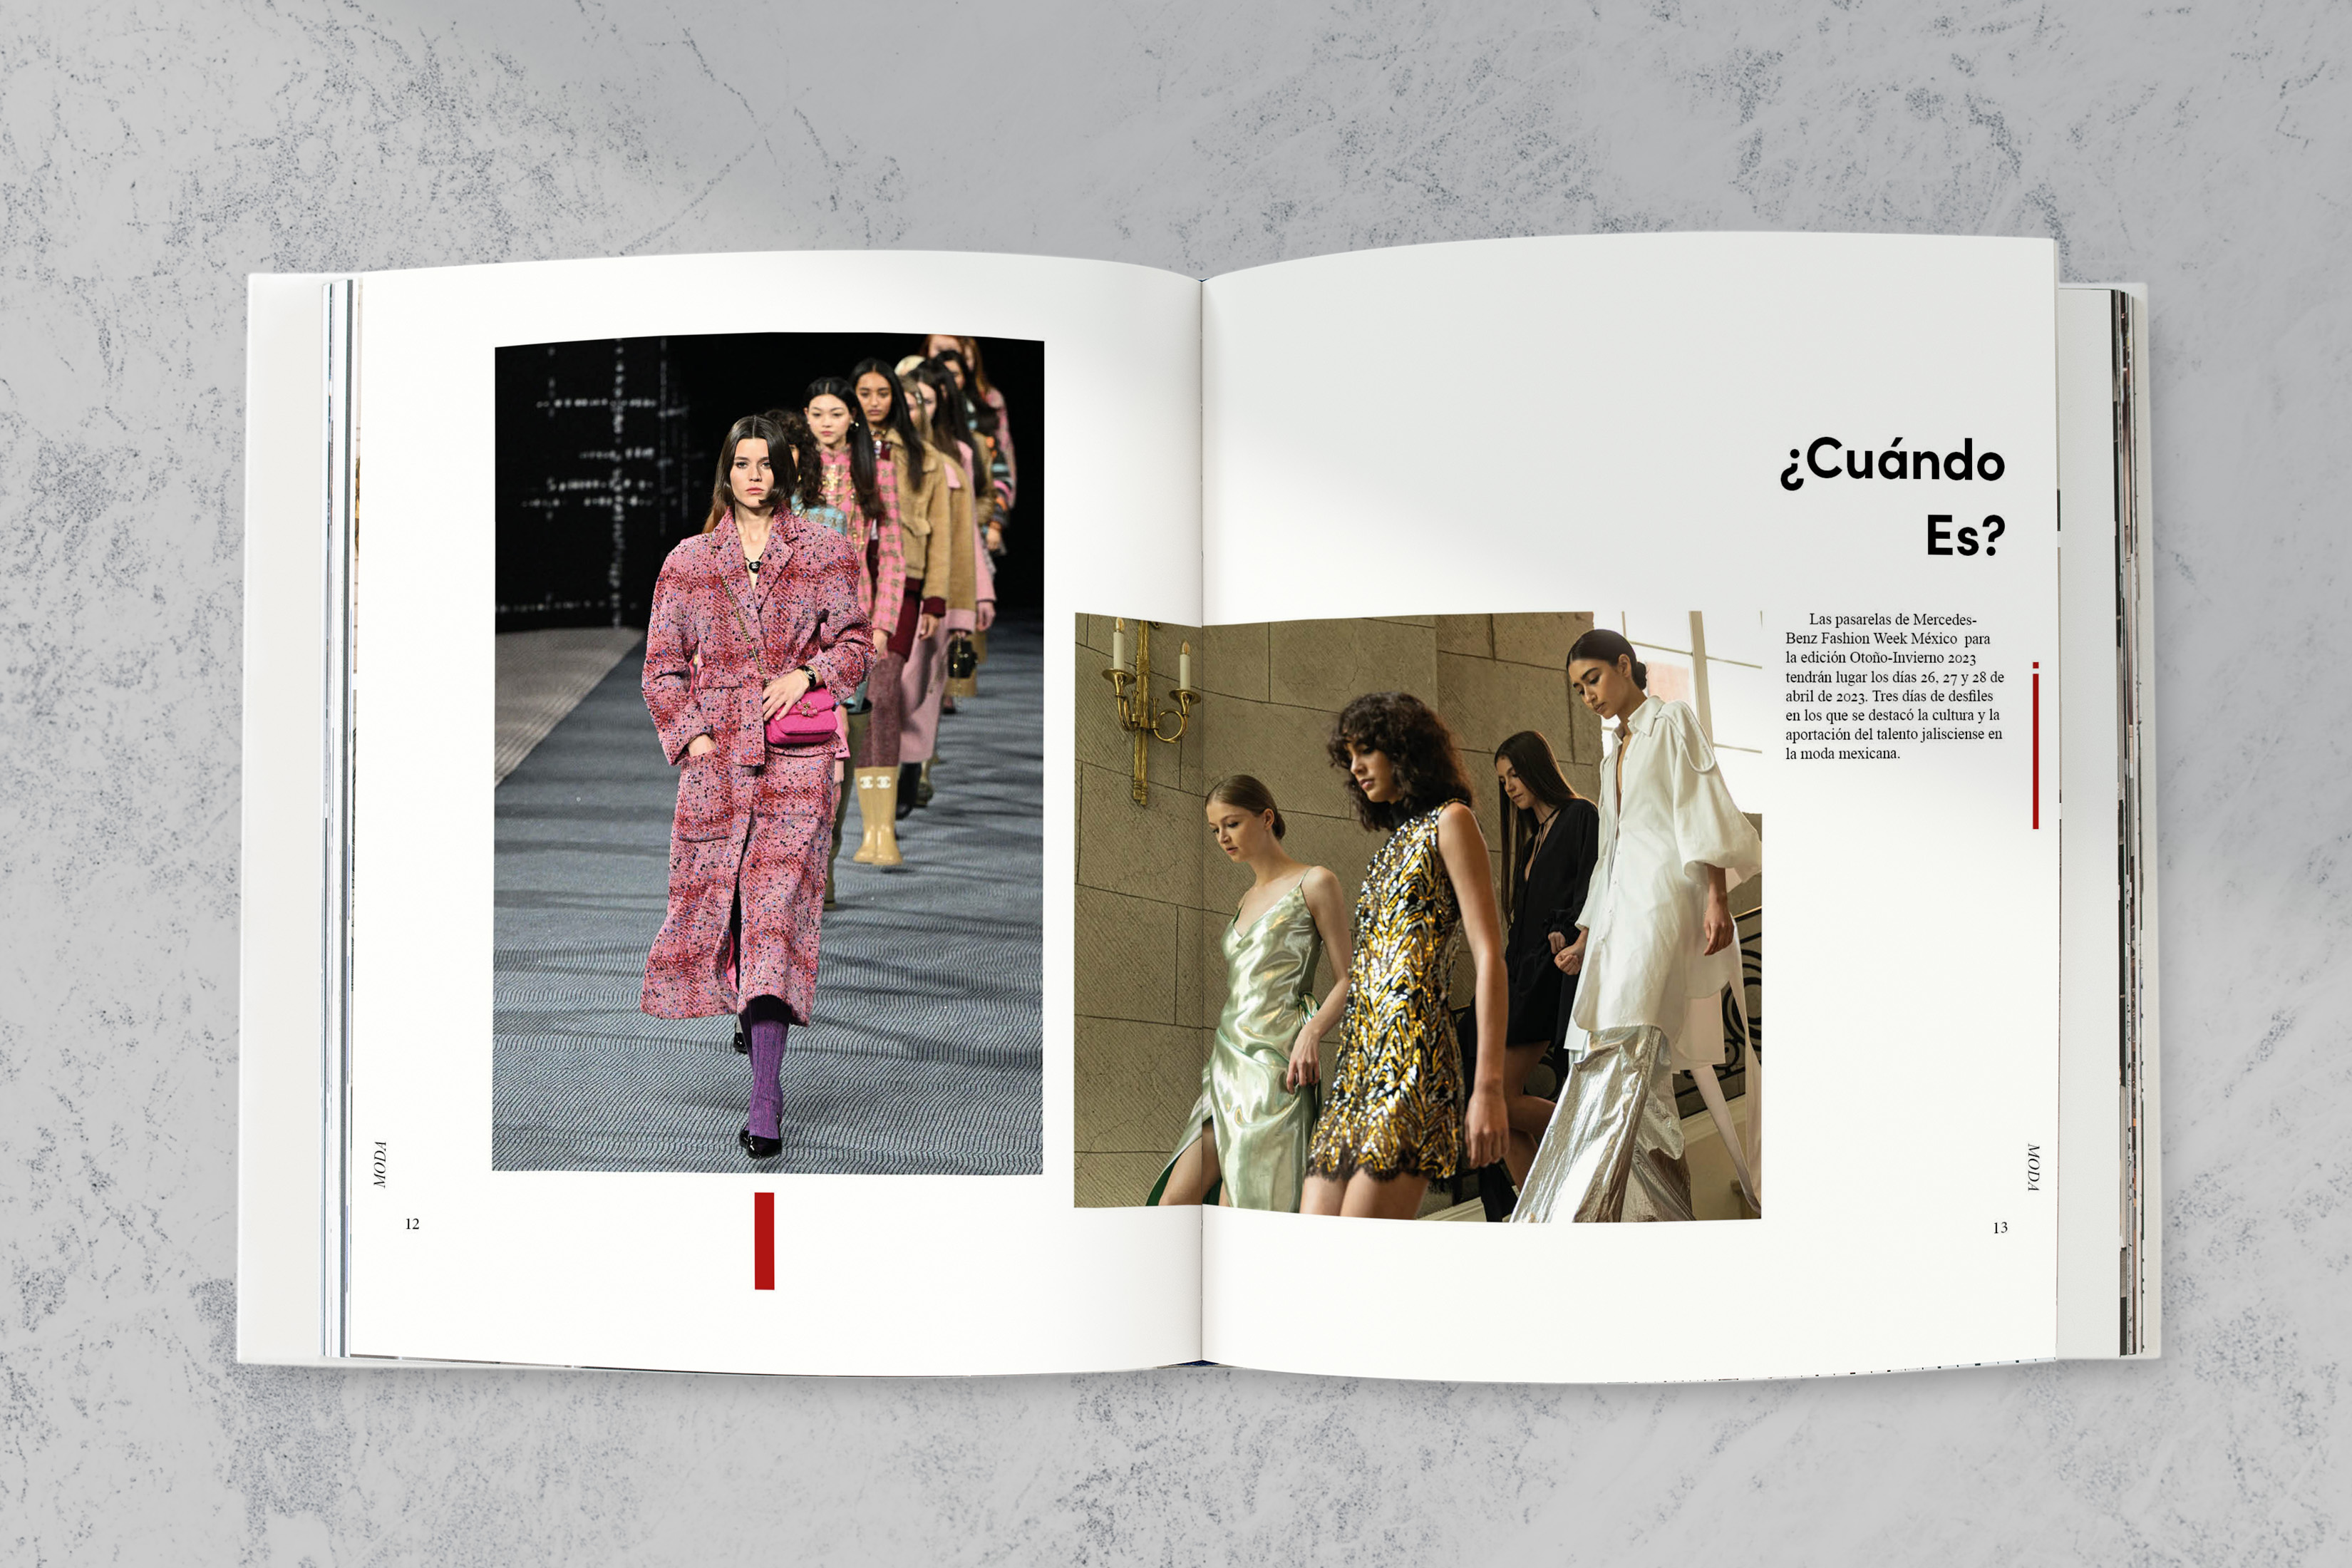 MODA
12
¿Cuándo
Es?
Las pasarelas de Mercedes-
Benz Fashion Week México para
la edición Otoño-Invierno 2023
tendrán lugar los días 26, 27 y 28 de
abril de 2023. Tres días de desfiles
en los que se destacó la cultura y la
aportación del talento jalisciense en
la moda mexicana.
MODA
13